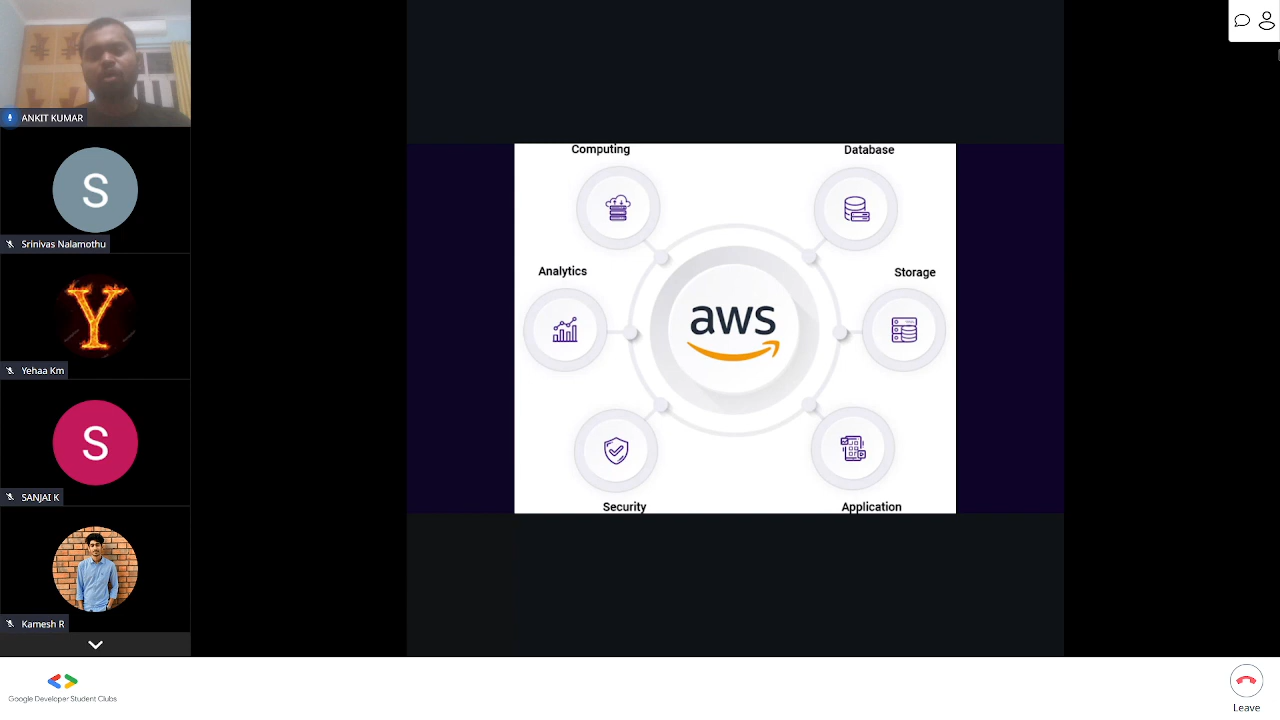 ANKIT KUMAR
S
Srinivas Nalamothu
Y
Yehaa Km
S
SANJAI K
Kamesh R
Computing
Database
Analytics
Storage
aws
Security
Application
Google Developer Student Clubs
Leave